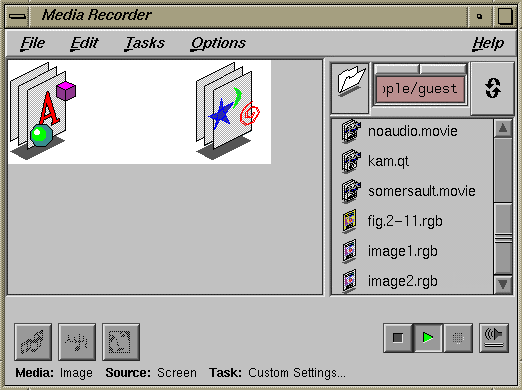 Media Recorder
File Edit Tasks Options Help
ople/guest
noaudio.movie
kam.qt
somersault.movie
fig.2-11.rgb
image1.rgb
image2.rgb
Media: Image Source: Screen Task: Custom Settings...